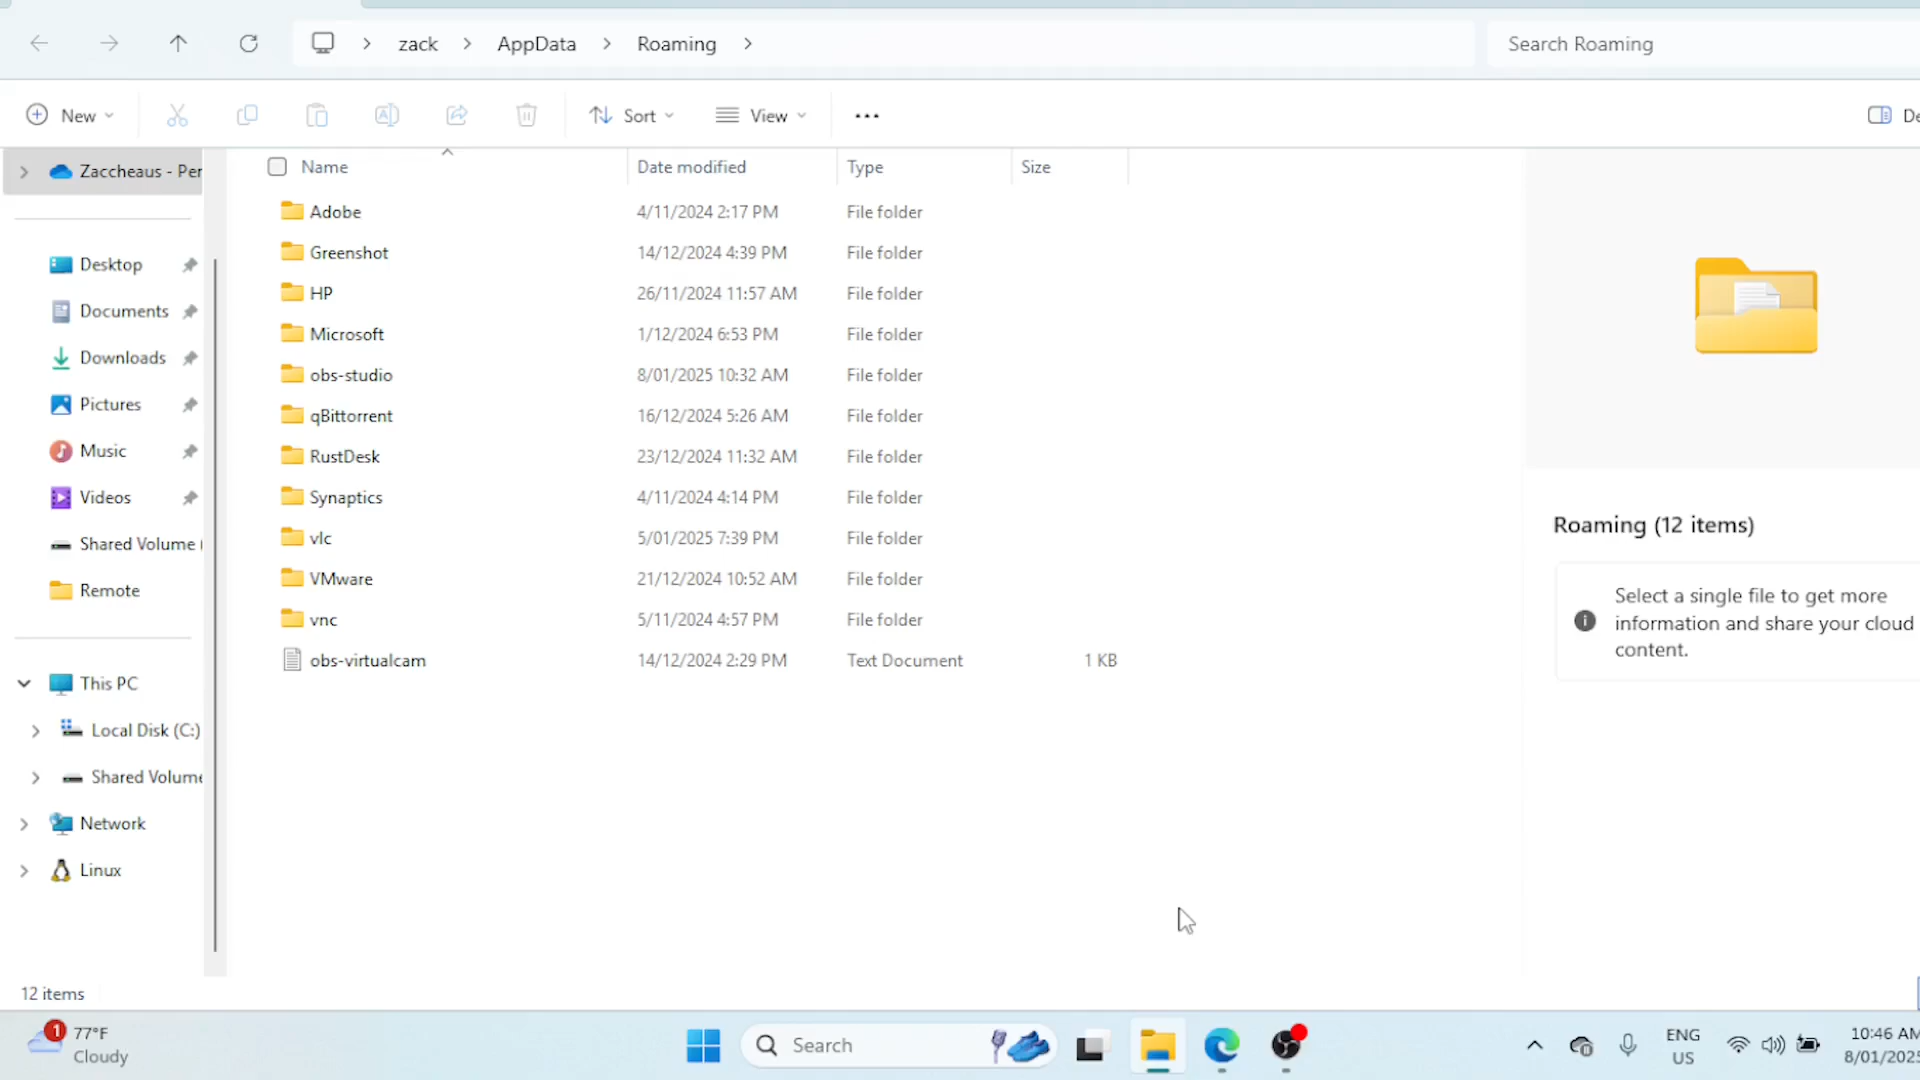 zack > AppData > Roaming >
Search Roaming
New
Sort
View
De
Zaccheaus - Per
Desktop
Documents
Downloads
Pictures
Music
Videos
Shared Volume (
Remote
This PC
Local Disk (C:)
Shared Volume
Network
Linux
Name Date modified Type Size
Adobe 4/11/2024 2:17 PM File folder
Greenshot 14/12/2024 4:39 PM File folder
HP 26/11/2024 11:57 AM File folder
Microsoft 1/12/2024 6:53 PM File folder
obs-studio 8/01/2025 10:32 AM File folder
qBittorrent 16/12/2024 5:26 AM File folder
RustDesk 23/12/2024 11:32 AM File folder
Synaptics 4/11/2024 4:14 PM File folder
vlc 5/01/2025 7:39 PM File folder
VMware 21/12/2024 10:52 AM File folder
vnc 5/11/2024 4:57 PM File folder
obs-virtualcam 14/12/2024 2:29 PM Text Document 1 KB
Roaming (12 items)
Select a single file to get more
information and share your cloud
content.
12 items
1
77°F
Cloudy
Search
ENG
US
10:46 AM
8/01/2025